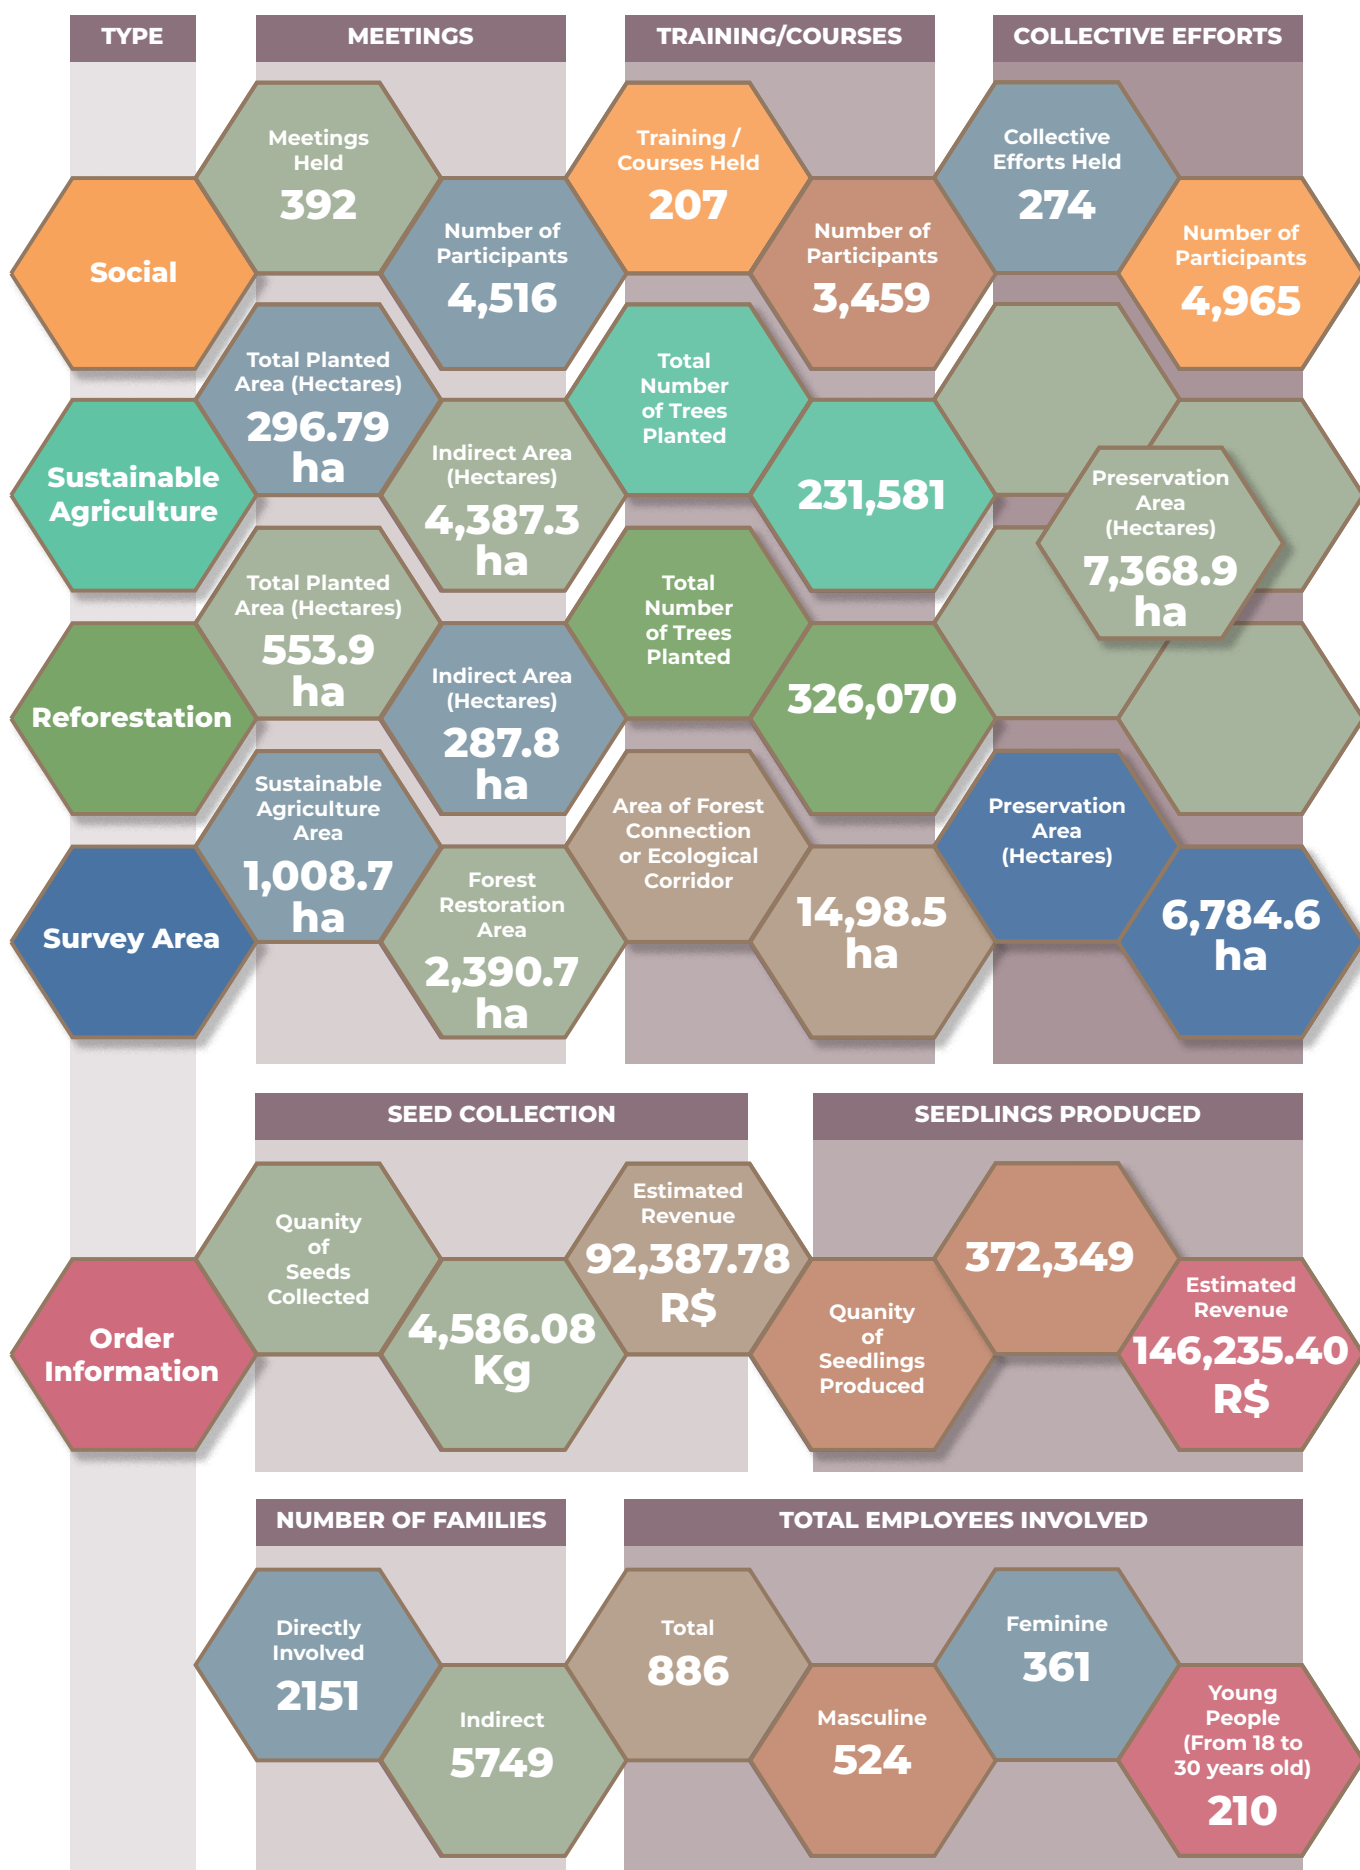 TYPE
MEETINGS
TRAINING/COURSES
COLLECTIVE EFFORTS
Social
Meetings
Held
392
Number of
Participants
4,516
Training /
Courses Held
207
Number of
Participants
3,459
Collective
Efforts Held
274
Number of
Participants
4,965
Sustainable
Agriculture
Total Planted
Area (Hectares)
296.79
ha
Indirect Area
(Hectares)
4,387.3
ha
Total
Number
of Trees
Planted
231,581
Preservation
Area
(Hectares)
7,368.9
ha
Reforestation
Total Planted
Area (Hectares)
553.9
ha
Indirect Area
(Hectares)
287.8
ha
Total
Number
of Trees
Planted
326,070
Survey Area
Sustainable
Agriculture
Area
1,008.7
ha
Forest
Restoration
Area
2,390.7
ha
Area of Forest
Connection
or Ecological
Corridor
14,98.5
ha
Preservation
Area
(Hectares)
6,784.6
ha
SEED COLLECTION
SEEDLINGS PRODUCED
Order
Information
Quanity
of
Seeds
Collected
4,586.08
Kg
Estimated
Revenue
92,387.78
R$
Quanity
of
Seedlings
Produced
372,349
Estimated
Revenue
146,235.40
R$
NUMBER OF FAMILIES
TOTAL EMPLOYEES INVOLVED
Directly
Involved
2151
Indirect
5749
Total
886
Masculine
524
Feminine
361
Young
People
(From 18 to
30 years old)
210